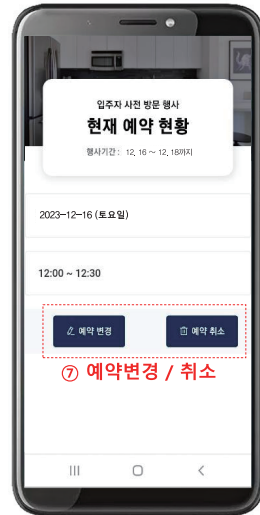 입주자 사전 방문 행사
현재 예약 현황
행사기간 : 12. 16 ~ 12. 18까지
2023-12-16 (토요일)
12:00 ~ 12:30
예약 변경
예약 취소
⑦ 예약변경 / 취소